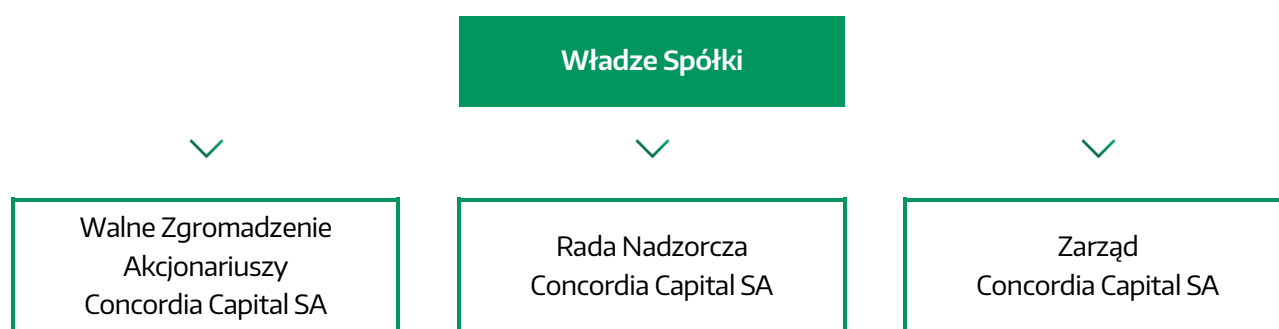 Władze Spółki
Walne Zgromadzenie
Akcjonariuszy
Concordia Capital SA
Rada Nadzorcza
Concordia Capital SA
Zarząd
Concordia Capital SA